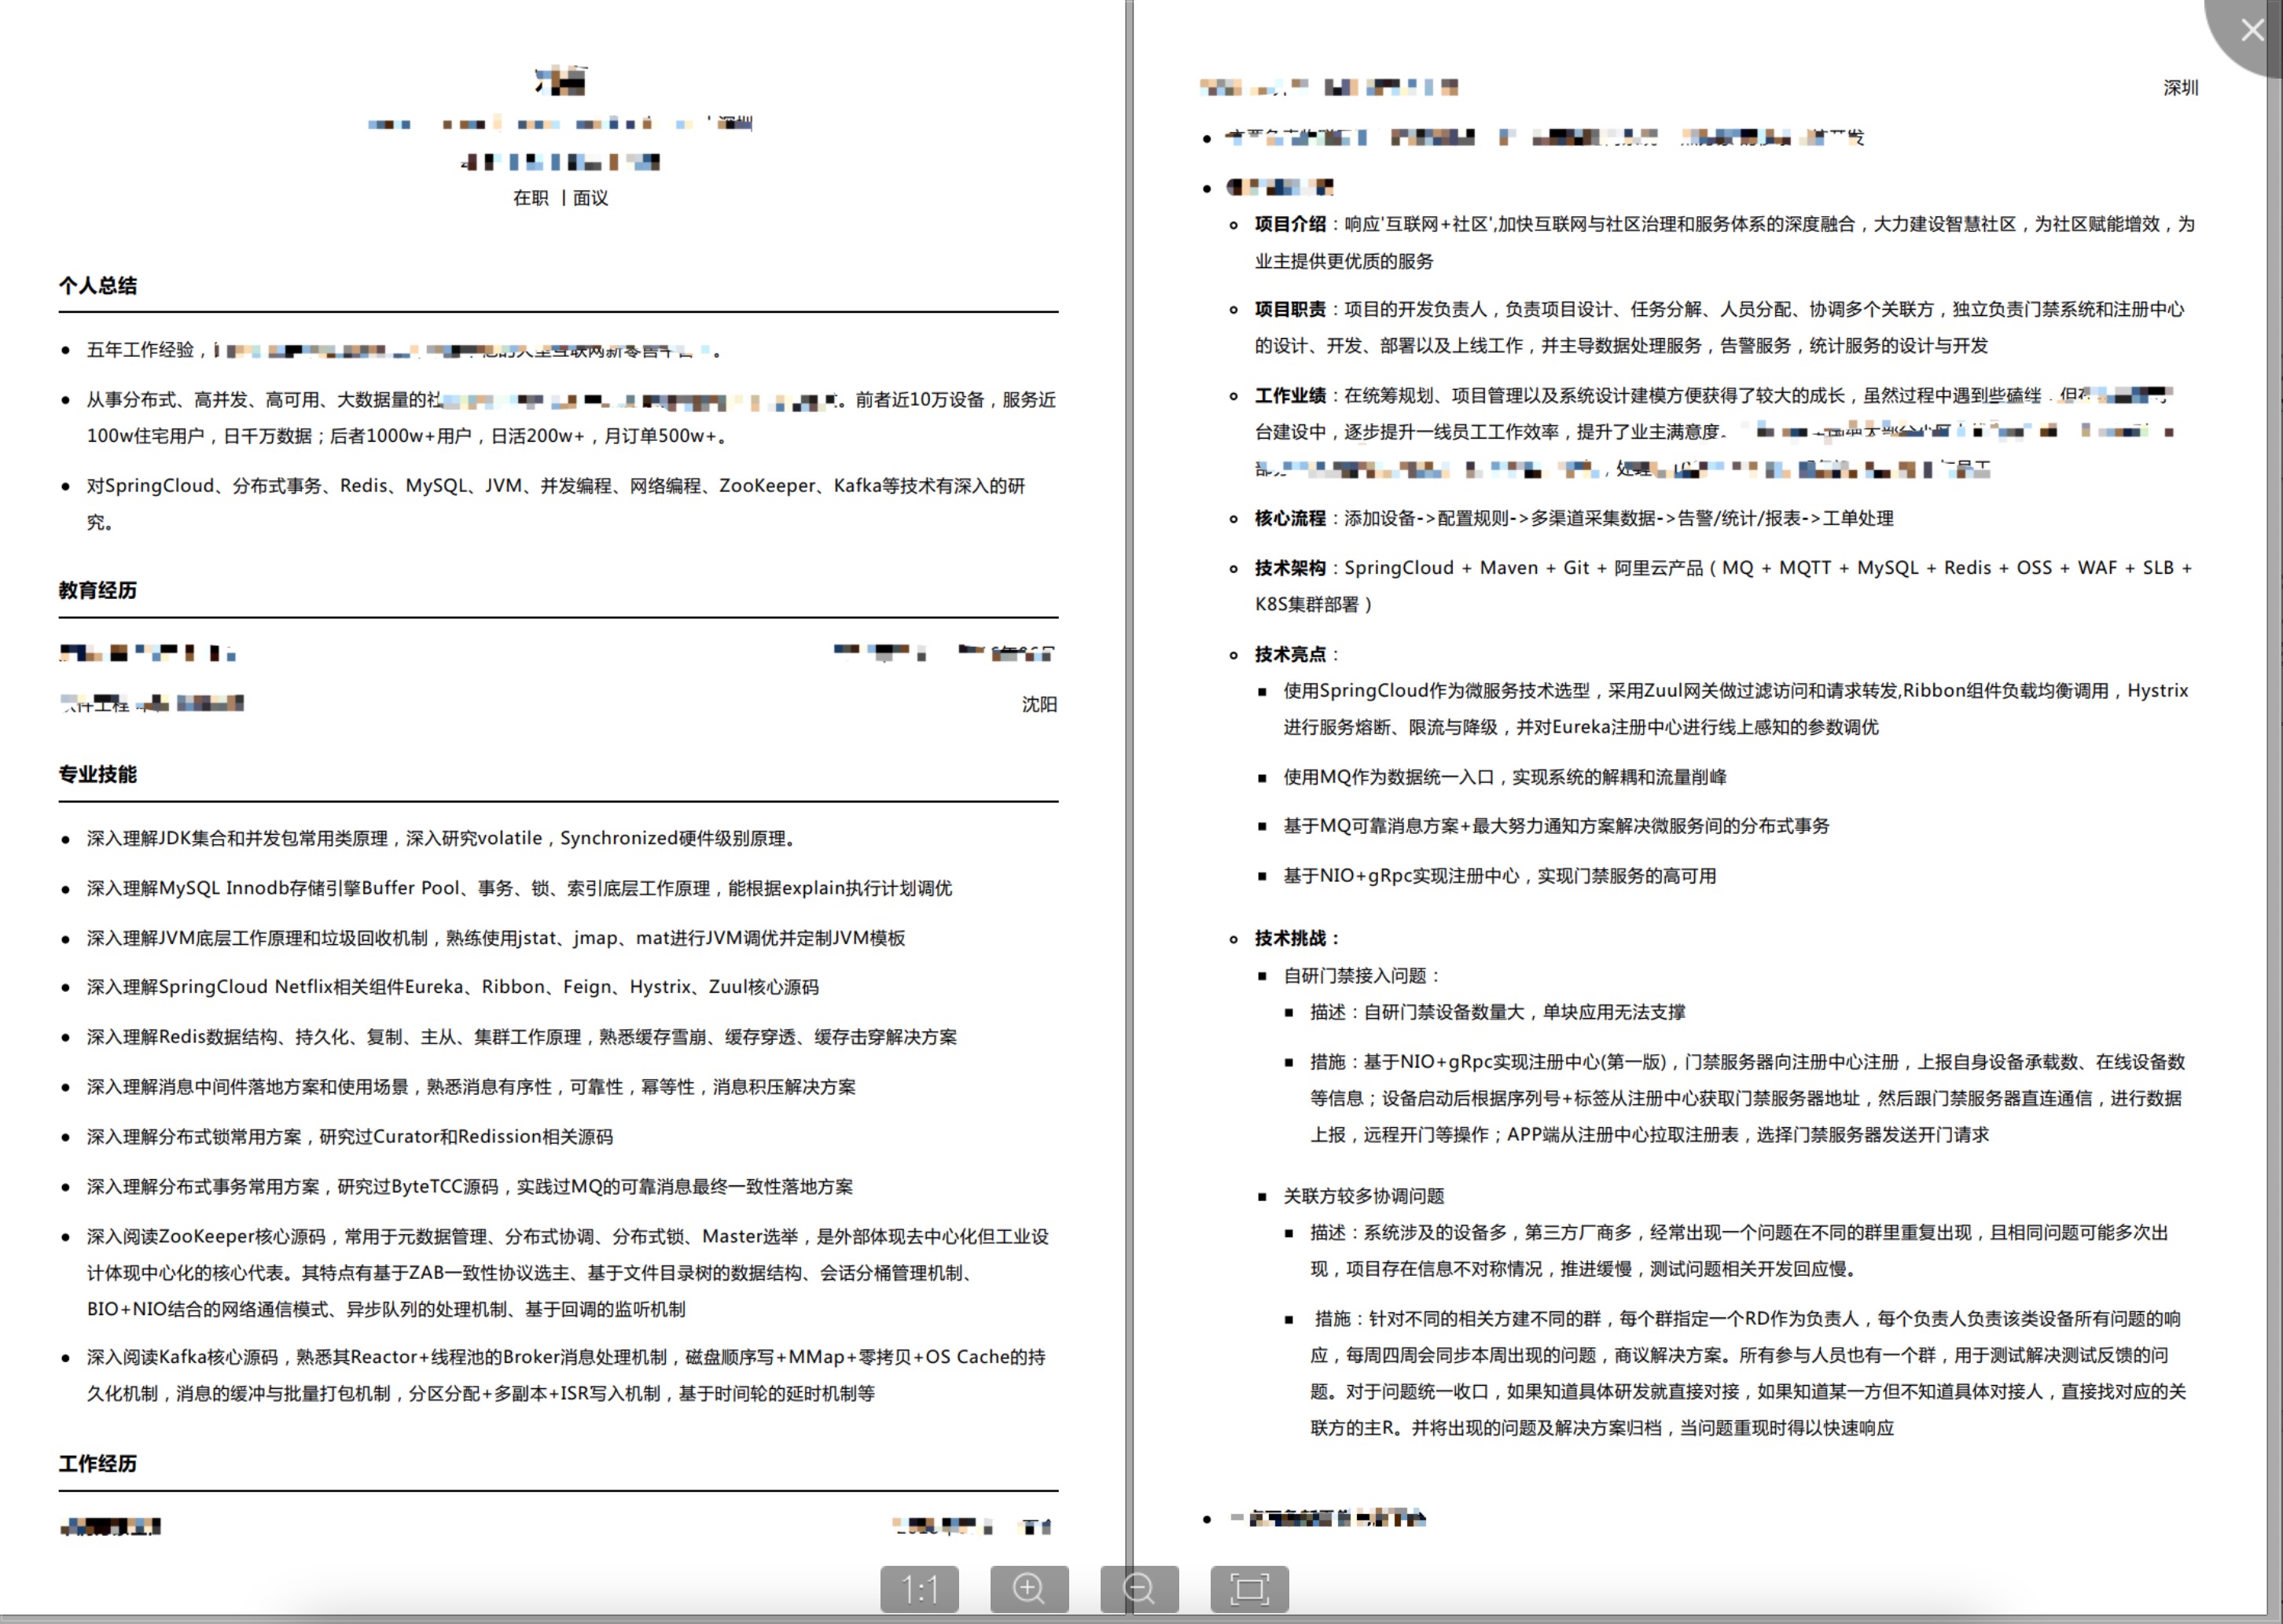 在职 丨面议
个人总结
五年工作经验，
从事分布式、高并发、高可用、大数据量的社 。前者近10万设备，服务近
100w住宅用户，日千万数据；后者1000w+用户，日活200w+，月订单500w+。
对SpringCloud、分布式事务、Redis、MySQL、JVM、并发编程、网络编程、ZooKeeper、Kafka等技术有深入的研
究。
教育经历
沈阳
专业技能
深入理解JDK集合和并发包常用类原理，深入研究volatile，Synchronized硬件级别原理。
深入理解MySQL Innodb存储引擎Buffer Pool、事务、锁、索引底层工作原理，能根据explain执行计划调优
深入理解JVM底层工作原理和垃圾回收机制，熟练使用jstat、jmap、mat进行JVM调优并定制JVM模板
深入理解SpringCloud Netflix相关组件Eureka、Ribbon、Feign、Hystrix、Zuul核心源码
深入理解Redis数据结构、持久化、复制、主从、集群工作原理，熟悉缓存雪崩、缓存穿透、缓存击穿解决方案
深入理解消息中间件落地方案和使用场景，熟悉消息有序性，可靠性，幂等性，消息积压解决方案
深入理解分布式锁常用方案，研究过Curator和Redission相关源码
深入理解分布式事务常用方案，研究过ByteTCC源码，实践过MQ的可靠消息最终一致性落地方案
深入阅读ZooKeeper核心源码，常用于元数据管理、分布式协调、分布式锁、Master选举，是外部体现去中心化但工业设
计体现中心化的核心代表。其特点有基于ZAB一致性协议选主、基于文件目录树的数据结构、会话分桶管理机制、
BIO+NIO结合的网络通信模式、异步队列的处理机制、基于回调的监听机制
深入阅读Kafka核心源码，熟悉其Reactor+线程池的Broker消息处理机制，磁盘顺序写+MMap+零拷贝+OS Cache的持
久化机制，消息的缓冲与批量打包机制，分区分配+多副本+ISR写入机制，基于时间轮的延时机制等
工作经历
深圳
项目介绍：响应'互联网+社区',加快互联网与社区治理和服务体系的深度融合，大力建设智慧社区，为社区赋能增效，为
业主提供更优质的服务
项目职责：项目的开发负责人，负责项目设计、任务分解、人员分配、协调多个关联方，独立负责门禁系统和注册中心
的设计、开发、部署以及上线工作，并主导数据处理服务，告警服务，统计服务的设计与开发
工作业绩：在统筹规划、项目管理以及系统设计建模方便获得了较大的成长，虽然过程中遇到些磕绊，但在
台建设中，逐步提升一线员工工作效率，提升了业主满意度。
核心流程：添加设备->配置规则->多渠道采集数据->告警/统计/报表->工单处理
技术架构：SpringCloud + Maven + Git + 阿里云产品（MQ + MQTT + MySQL + Redis + OSS + WAF + SLB +
K8S集群部署）
技术亮点：
使用SpringCloud作为微服务技术选型，采用Zuul网关做过滤访问和请求转发,Ribbon组件负载均衡调用，Hystrix
进行服务熔断、限流与降级，并对Eureka注册中心进行线上感知的参数调优
使用MQ作为数据统一入口，实现系统的解耦和流量削峰
基于MQ可靠消息方案+最大努力通知方案解决微服务间的分布式事务
基于NIO+gRpc实现注册中心，实现门禁服务的高可用
技术挑战：
自研门禁接入问题：
描述：自研门禁设备数量大，单块应用无法支撑
措施：基于NIO+gRpc实现注册中心(第一版)，门禁服务器向注册中心注册，上报自身设备承载数、在线设备数
等信息；设备启动后根据序列号+标签从注册中心获取门禁服务器地址，然后跟门禁服务器直连通信，进行数据
上报，远程开门等操作；APP端从注册中心拉取注册表，选择门禁服务器发送开门请求
关联方较多协调问题
描述：系统涉及的设备多，第三方厂商多，经常出现一个问题在不同的群里重复出现，且相同问题可能多次出
现，项目存在信息不对称情况，推进缓慢，测试问题相关开发回应慢。
措施：针对不同的相关方建不同的群，每个群指定一个RD作为负责人，每个负责人负责该类设备所有问题的响
应，每周四周会同步本周出现的问题，商议解决方案。所有参与人员也有一个群，用于测试解决测试反馈的问
题。对于问题统一收口，如果知道具体研发就直接对接，如果知道某一方但不知道具体对接人，直接找对应的关
联方的主R。并将出现的问题及解决方案归档，当问题重现时得以快速响应
1:1